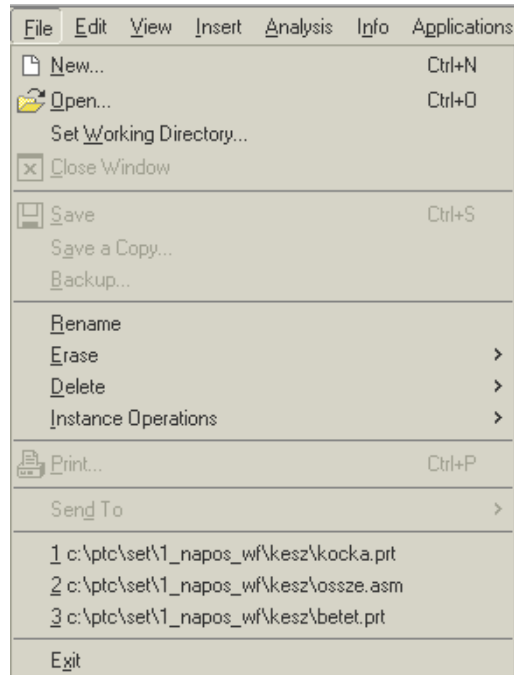 File Edit View Insert Analysis Info Applications
New... Ctrl+N
Open... Ctrl+O
Set Working Directory...
Close Window
Save Ctrl+S
Save a Copy...
Backup...
Rename
Erase
Delete
Instance Operations
Print... Ctrl+P
Send To
1 c:\ptc\set\1_napos_wf\kesz\kocka.prt
2 c:\ptc\set\1_napos_wf\kesz\ossze.asm
3 c:\ptc\set\1_napos_wf\kesz\betet.prt
Exit